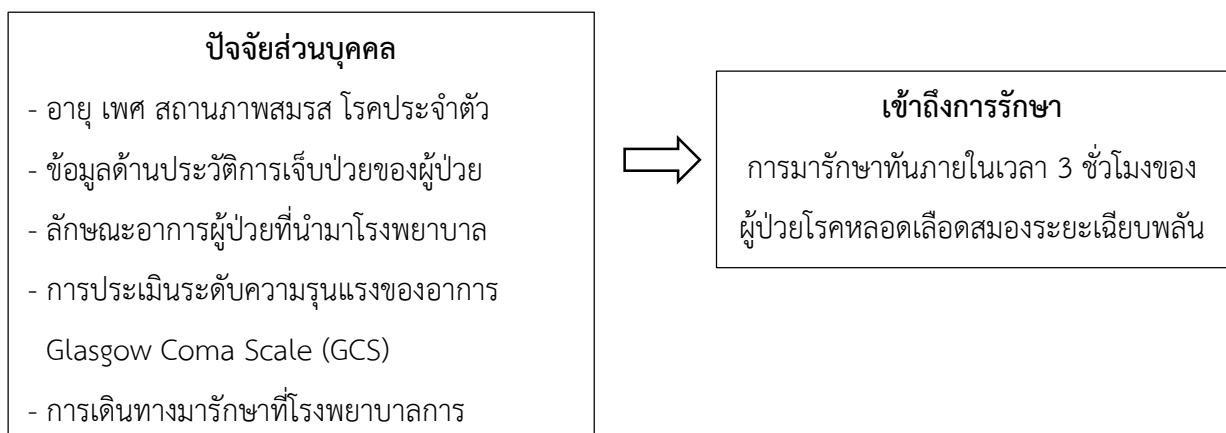 ปัจจัยส่วนบุคคล
- อายุ เพศ สถานภาพสมรส โรคประจำตัว
- ข้อมูลด้านประวัติการเจ็บป่วยของผู้ป่วย
- ลักษณะอาการผู้ป่วยที่นำมาโรงพยาบาล
- การประเมินระดับความรุนแรงของอาการ
Glasgow Coma Scale (GCS)
- การเดินทางมารักษาที่โรงพยาบาลการ
เข้าถึงการรักษา
การมารักษาทันภายในเวลา 3 ชั่วโมงของ
ผู้ป่วยโรคหลอดเลือดสมองระยะเฉียบพลัน